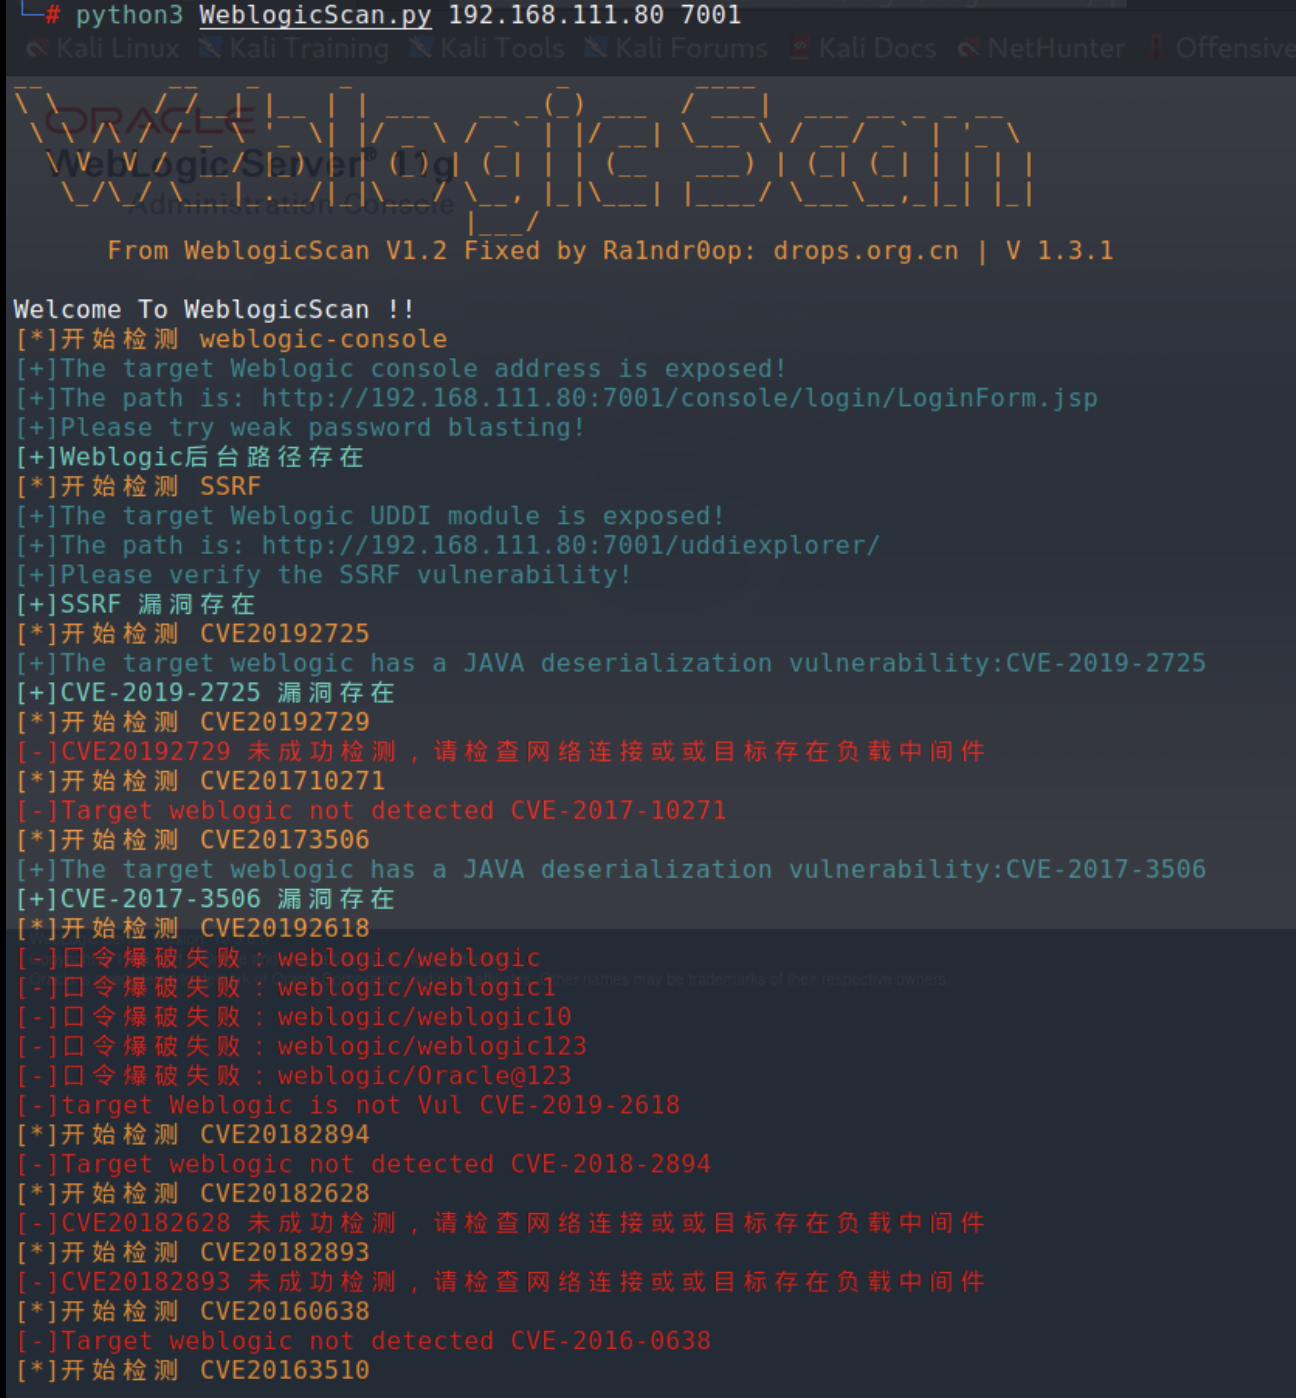 └─# python3 WeblogicScan.py 192.168.111.80 7001
Kali Linux Kali Training Kali Tools Kali Forums Kali Docs NetHunter Offensive
ORACLE
WebLogic Server® 11g
Administration Console
From WeblogicScan V1.2 Fixed by Ra1ndr0op: drops.org.cn | V 1.3.1
Welcome To WeblogicScan !!
[*]开始检测 weblogic-console
[+]The target Weblogic console address is exposed!
[+]The path is: http://192.168.111.80:7001/console/login/LoginForm.jsp
[+]Please try weak password blasting!
[+]Weblogic后台路径存在
[*]开始检测 SSRF
[+]The target Weblogic UDDI module is exposed!
[+]The path is: http://192.168.111.80:7001/uddiexplorer/
[+]Please verify the SSRF vulnerability!
[+]SSRF 漏洞存在
[*]开始检测 CVE20192725
[+]The target weblogic has a JAVA deserialization vulnerability:CVE-2019-2725
[+]CVE-2019-2725 漏洞存在
[*]开始检测 CVE20192729
[-]CVE20192729 未成功检测，请检查网络连接或或目标存在负载中间件
[*]开始检测 CVE201710271
[-]Target weblogic not detected CVE-2017-10271
[*]开始检测 CVE20173506
[+]The target weblogic has a JAVA deserialization vulnerability:CVE-2017-3506
[+]CVE-2017-3506 漏洞存在
[*]开始检测 CVE20192618
[-]口令爆破失败：weblogic/weblogic
[-]口令爆破失败：weblogic/weblogic1
other names may be trademarks of their respective owners.
[-]口令爆破失败：weblogic/weblogic10
[-]口令爆破失败：weblogic/weblogic123
[-]口令爆破失败：weblogic/Oracle@123
[-]target Weblogic is not Vul CVE-2019-2618
[*]开始检测 CVE20182894
[-]Target weblogic not detected CVE-2018-2894
[*]开始检测 CVE20182628
[-]CVE20182628 未成功检测，请检查网络连接或或目标存在负载中间件
[*]开始检测 CVE20182893
[-]CVE20182893 未成功检测，请检查网络连接或或目标存在负载中间件
[*]开始检测 CVE20160638
[-]Target weblogic not detected CVE-2016-0638
[*]开始检测 CVE20163510